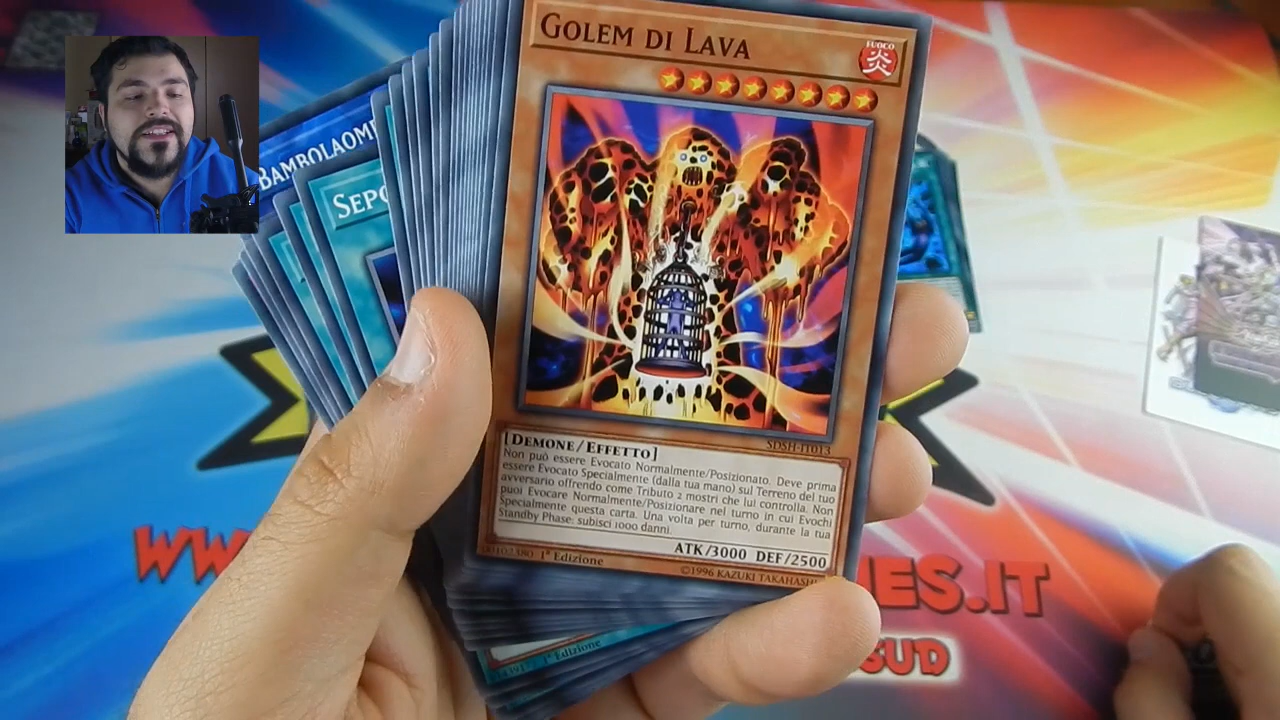 GOLEM DI LAVA
FUOCO
炎
BAMBOLAOM
SEPO
SDSH-IT013
[DEMONE/EFFETTO]
Non può essere Evocato Normalmente/Posizionato. Deve prima
essere Evocato Specialmente (dalla tua mano) sul Terreno del tuo
avversario offrendo come Tributo 2 mostri che lui controlla. Non
puoi Evocare Normalmente/Posizionare nel turno in cui Evochi
Specialmente questa carta. Una volta per turno, durante la tua
Standby Phase: subisci 1000 danni.
ATK/3000 DEF/2500
00102380 1ª Edizione
©1996 KAZUKI TAKAHASHI
1ª Edizione
WW
ES.IT
SUD